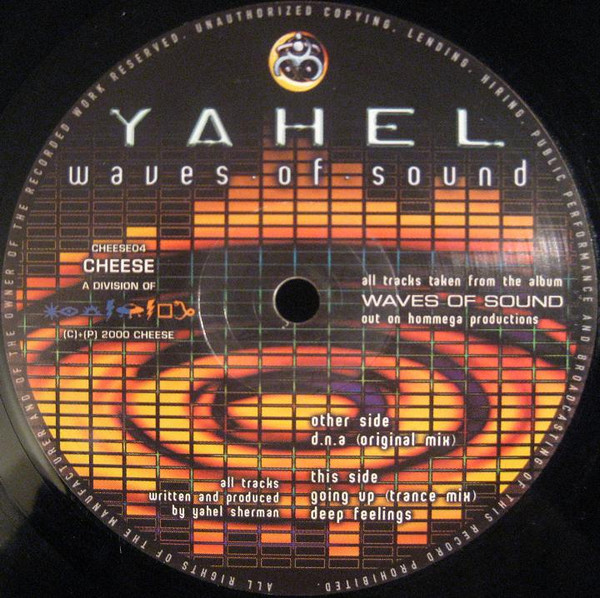 ALL RIGHTS OF THE MANUFACTURER AND OF THE OWNER OF THE RECORDED WORK RESERVED. UNAUTHORIZED COPYING. LENDING. HIRING. PUBLIC PERFORMANCE AND BROADCASTING OF THIS RECORD PROHIBITED.
YAHEL
waves.of.sound
CHEESE04
CHEESE
A DIVISION OF
(C)+(P) 2000 CHEESE
all tracks taken from the album
WAVES OF SOUND
out on hommega productions
other side
d.n.a (original mix)
this side
going up (trance mix)
deep feelings
all tracks
written and produced
by yahel sherman